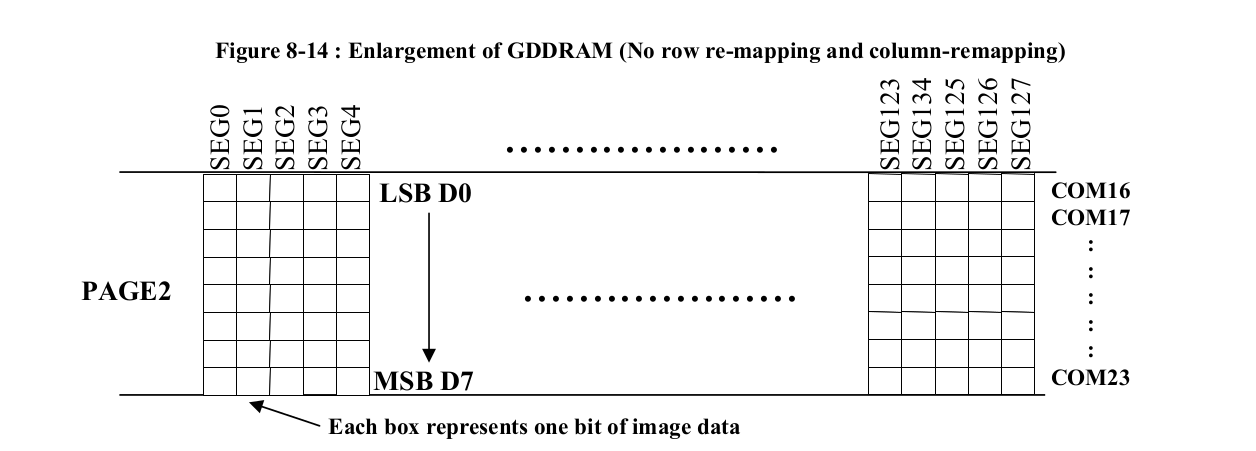 Figure 8-14 : Enlargement of GDDRAM (No row re-mapping and column-remapping)
SEG0
SEG1
SEG2
SEG3
SEG4
SEG123
SEG134
SEG125
SEG126
SEG127
....................
LSB D0
COM16
COM17
:
:
:
:
:
PAGE2
....................
MSB D7
COM23
Each box represents one bit of image data